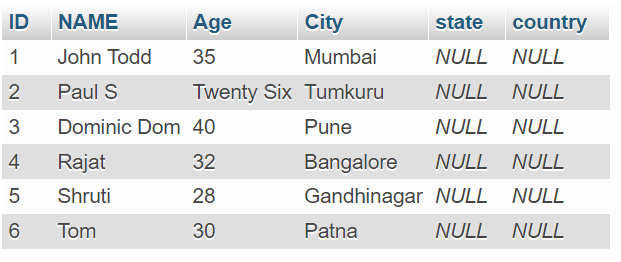 ID NAME Age City state country
1 John Todd 35 Mumbai NULL NULL
2 Paul S Twenty Six Tumkuru NULL NULL
3 Dominic Dom 40 Pune NULL NULL
4 Rajat 32 Bangalore NULL NULL
5 Shruti 28 Gandhinagar NULL NULL
6 Tom 30 Patna NULL NULL